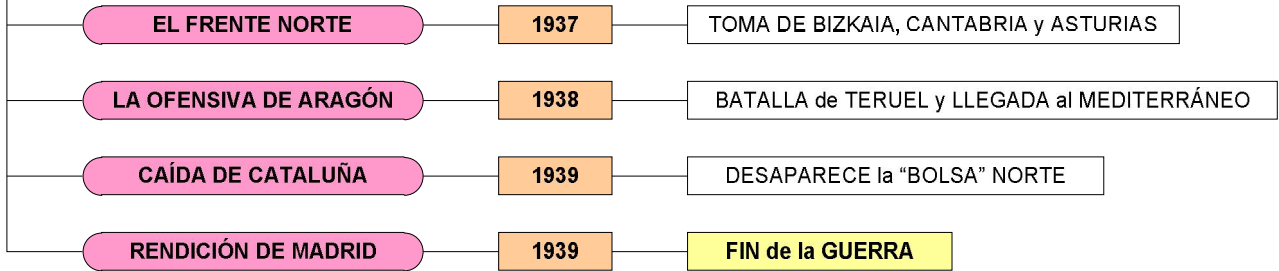 EL FRENTE NORTE 1937 TOMA DE BIZKAIA, CANTABRIA y ASTURIAS
LA OFENSIVA DE ARAGÓN 1938 BATALLA de TERUEL y LLEGADA al MEDITERRÁNEO
CAÍDA DE CATALUÑA 1939 DESAPARECE la “BOLSA” NORTE
RENDICIÓN DE MADRID 1939 FIN de la GUERRA